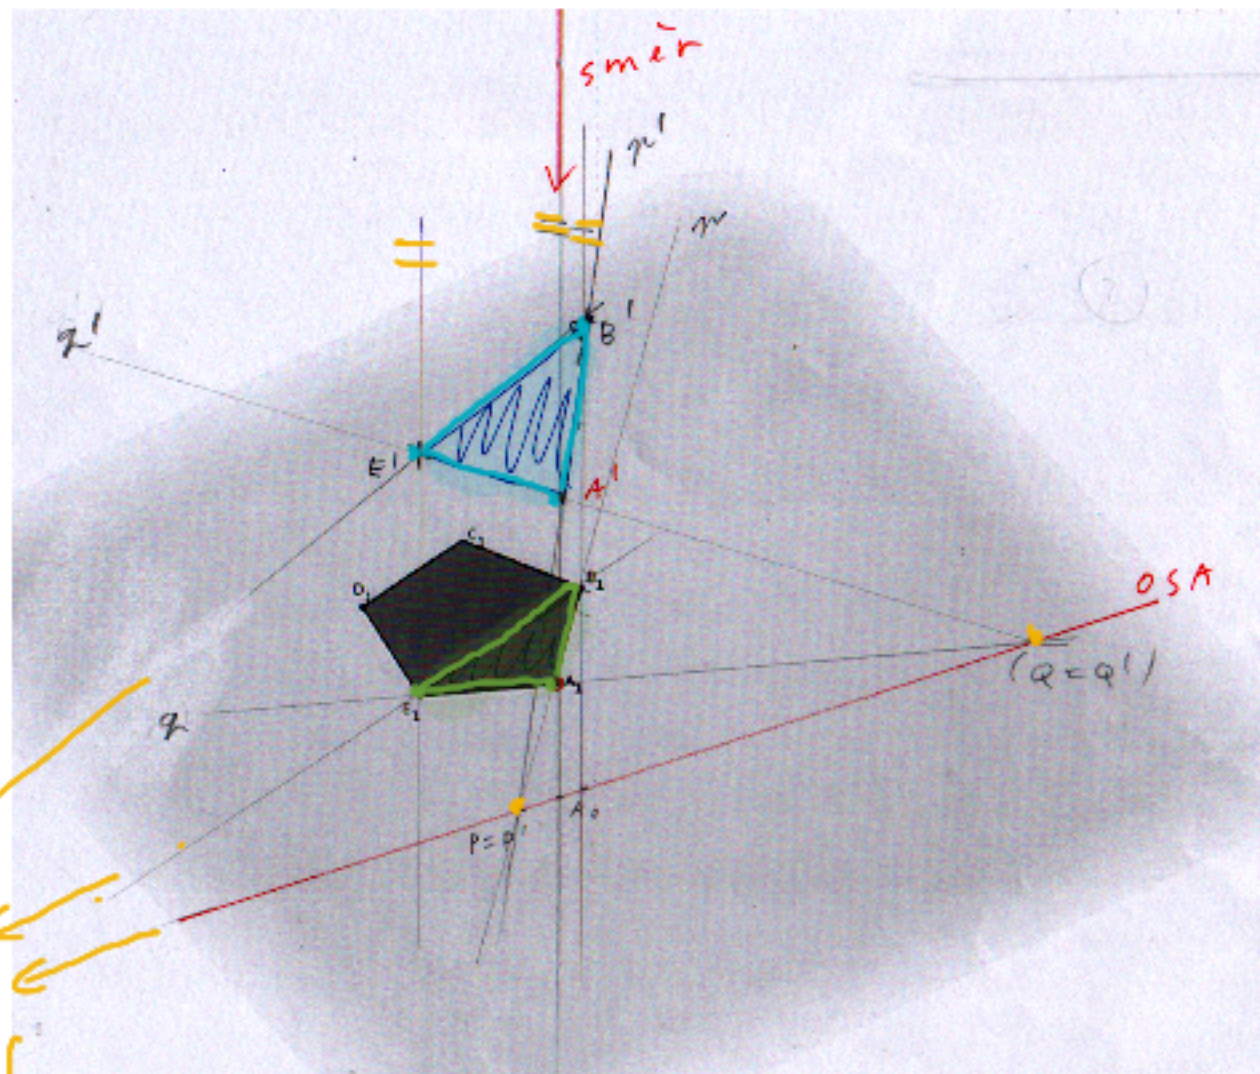 směr
p'
p
(?)
q'
B'
E'
A'
C₁
D₁
B₁
OSA
A₁
(Q=Q')
E₁
q
P=P'
A₀